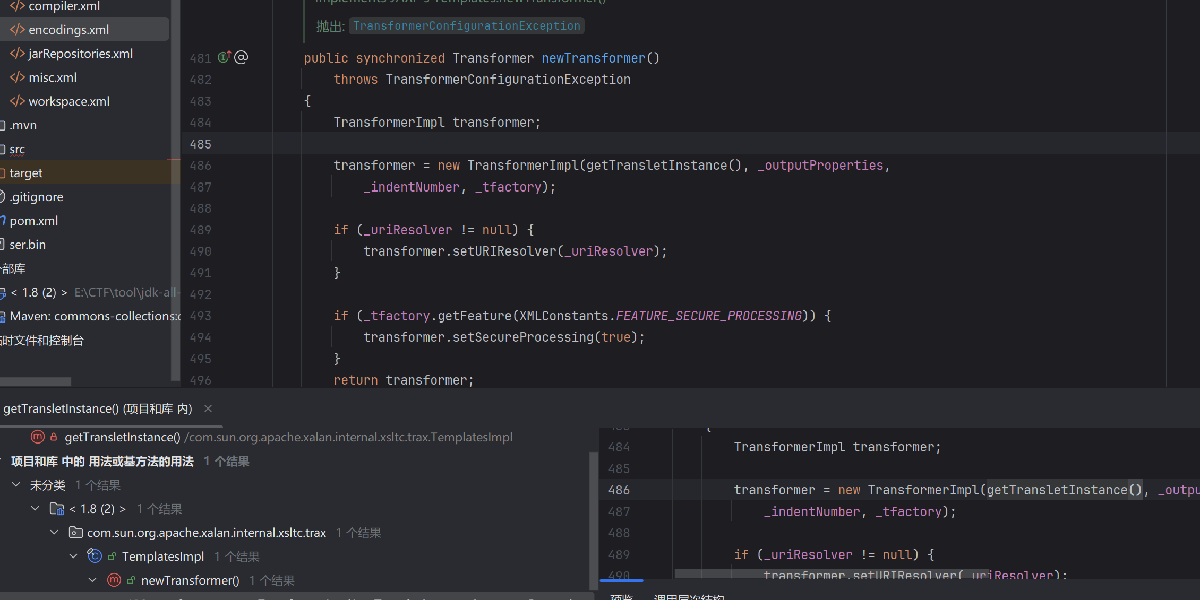 compiler.xml
encodings.xml
jarRepositories.xml
misc.xml
workspace.xml
.mvn
src
target
.gitignore
pom.xml
ser.bin
部库
< 1.8 (2) > E:\CTF\tool\jdk-all-
Maven: commons-collections:c
时文件和控制台
抛出: TransformerConfigurationException
481 public synchronized Transformer newTransformer()
482 throws TransformerConfigurationException
483 {
484 TransformerImpl transformer;
485
486 transformer = new TransformerImpl(getTransletInstance(), _outputProperties,
487 _indentNumber, _tfactory);
488
489 if (_uriResolver != null) {
490 transformer.setURIResolver(_uriResolver);
491 }
492
493 if (_tfactory.getFeature(XMLConstants.FEATURE_SECURE_PROCESSING)) {
494 transformer.setSecureProcessing(true);
495 }
496 return transformer;
getTransletInstance() (项目和库 内) ×
getTransletInstance() /com.sun.org.apache.xalan.internal.xsltc.trax.TemplatesImpl
项目和库 中的 用法或基方法的用法 1 个结果
未分类 1 个结果
< 1.8 (2) > 1 个结果
com.sun.org.apache.xalan.internal.xsltc.trax 1 个结果
TemplatesImpl 1 个结果
newTransformer() 1 个结果
{
484 TransformerImpl transformer;
485
486 transformer = new TransformerImpl(getTransletInstance(), _outpu
487 _indentNumber, _tfactory);
488
489 if (_uriResolver != null) {
490 transformer.setURIResolver(_uriResolver);
预览 调用层次结构